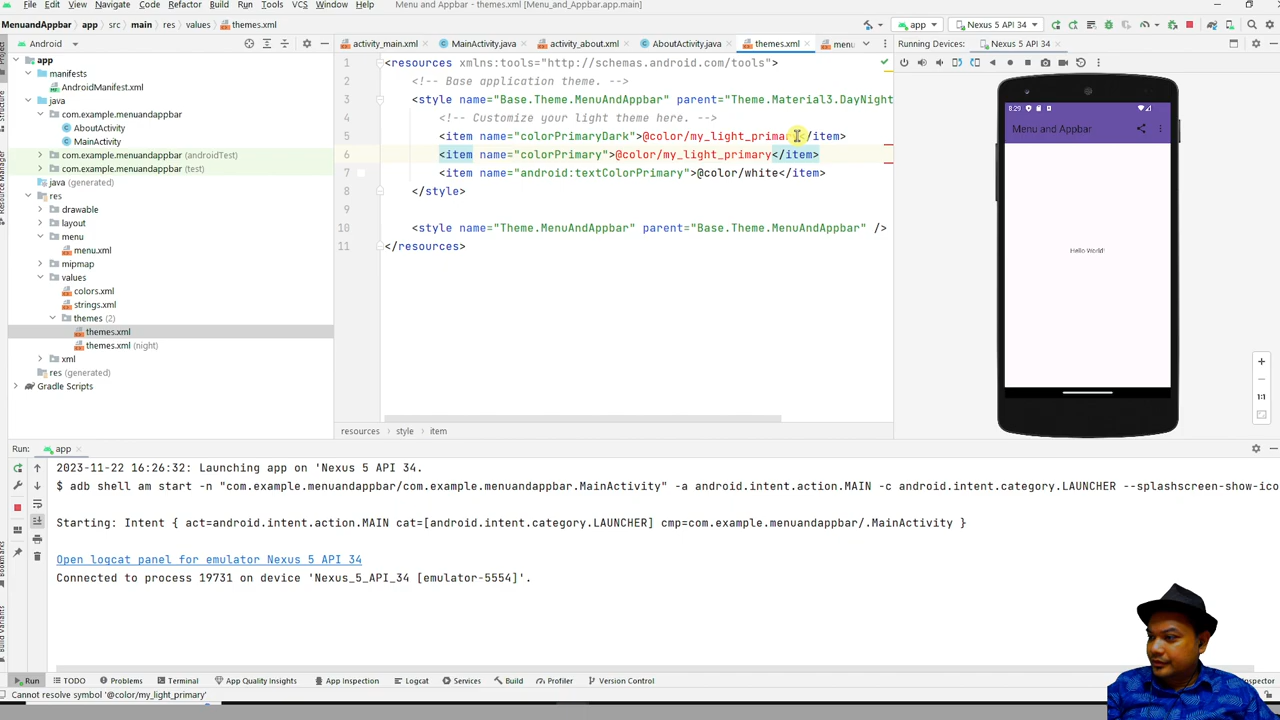 File Edit View Navigate Code Refactor Build Run Tools VCS Window Help Menu and Appbar - themes.xml [Menu_and_Appbar.app.main]
MenuandAppbar app src main res values themes.xml app Nexus 5 API 34
Android activity_main.xml MainActivity.java activity_about.xml AboutActivity.java themes.xml menu Running Devices: Nexus 5 API 34
app
manifests
AndroidManifest.xml
java
com.example.menuandappbar
AboutActivity
MainActivity
com.example.menuandappbar (androidTest)
com.example.menuandappbar (test)
java (generated)
res
drawable
layout
menu
menu.xml
mipmap
values
colors.xml
strings.xml
themes (2)
themes.xml
themes.xml (night)
xml
res (generated)
Gradle Scripts
Structure
Resource Manager
1 <resources xmlns:tools="http://schemas.android.com/tools">
2 <!-- Base application theme. -->
3 <style name="Base.Theme.MenuAndAppbar" parent="Theme.Material3.DayNight
4 <!-- Customize your light theme here. -->
5 <item name="colorPrimaryDark">@color/my_light_primary</item>
6 <item name="colorPrimary">@color/my_light_primary</item>
7 <item name="android:textColorPrimary">@color/white</item>
8 </style>
9
10 <style name="Theme.MenuAndAppbar" parent="Base.Theme.MenuAndAppbar" />
11 </resources>
resources style item
8:29
Menu and Appbar
Hello World!
1:1
Run: app
2023-11-22 16:26:32: Launching app on 'Nexus 5 API 34.
$ adb shell am start -n "com.example.menuandappbar/com.example.menuandappbar.MainActivity" -a android.intent.action.MAIN -c android.intent.category.LAUNCHER --splashscreen-show-ico
Starting: Intent { act=android.intent.action.MAIN cat=[android.intent.category.LAUNCHER] cmp=com.example.menuandappbar/.MainActivity }
Open logcat panel for emulator Nexus 5 API 34
Connected to process 19731 on device 'Nexus_5_API_34 [emulator-5554]'.
Bookmarks
Build Variants
Run TODO Problems Terminal App Quality Insights App Inspection Logcat Services Build Profiler Version Control
Cannot resolve symbol '@color/my_light_primary'